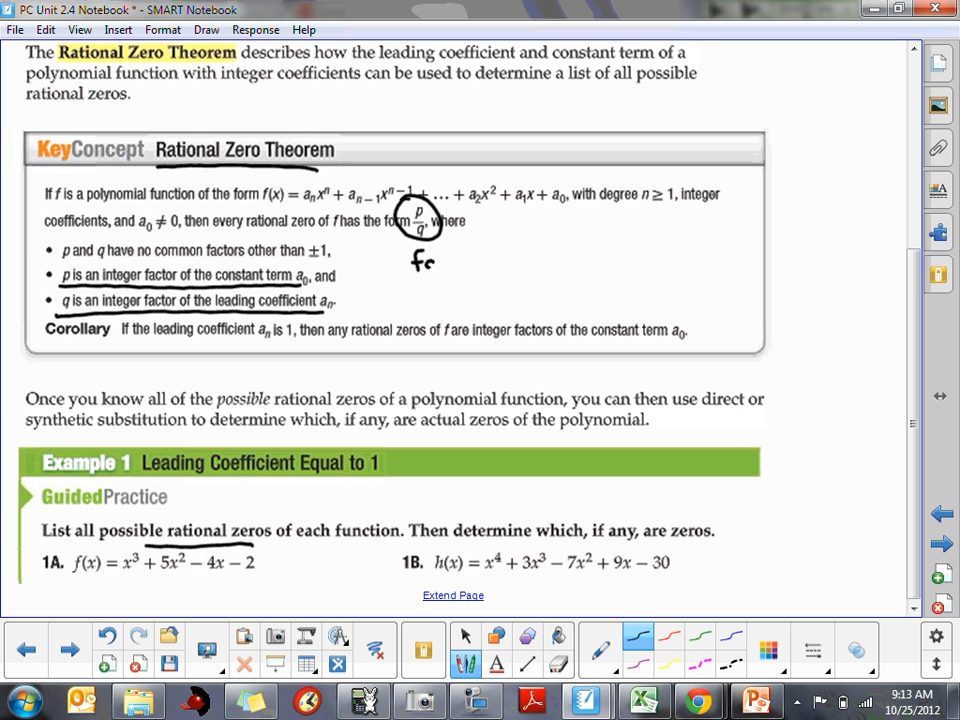 PC Unit 2.4 Notebook * - SMART Notebook
File Edit View Insert Format Draw Response Help
The Rational Zero Theorem describes how the leading coefficient and constant term of a
polynomial function with integer coefficients can be used to determine a list of all possible
rational zeros.
KeyConcept Rational Zero Theorem
If f is a polynomial function of the form f(x) = aₙxⁿ + aₙ₋₁xⁿ⁻¹ + … + a₂x² + a₁x + a₀, with degree n ≥ 1, integer
coefficients, and a₀ ≠ 0, then every rational zero of f has the form p/q, where
• p and q have no common factors other than ±1,
fc
• p is an integer factor of the constant term a₀, and
• q is an integer factor of the leading coefficient aₙ.
Corollary If the leading coefficient aₙ is 1, then any rational zeros of f are integer factors of the constant term a₀.
Once you know all of the possible rational zeros of a polynomial function, you can then use direct or
synthetic substitution to determine which, if any, are actual zeros of the polynomial.
Example 1 Leading Coefficient Equal to 1
GuidedPractice
List all possible rational zeros of each function. Then determine which, if any, are zeros.
1A. f(x) = x³ + 5x² − 4x − 2 1B. h(x) = x⁴ + 3x³ − 7x² + 9x − 30
Extend Page
9:13 AM
10/25/2012